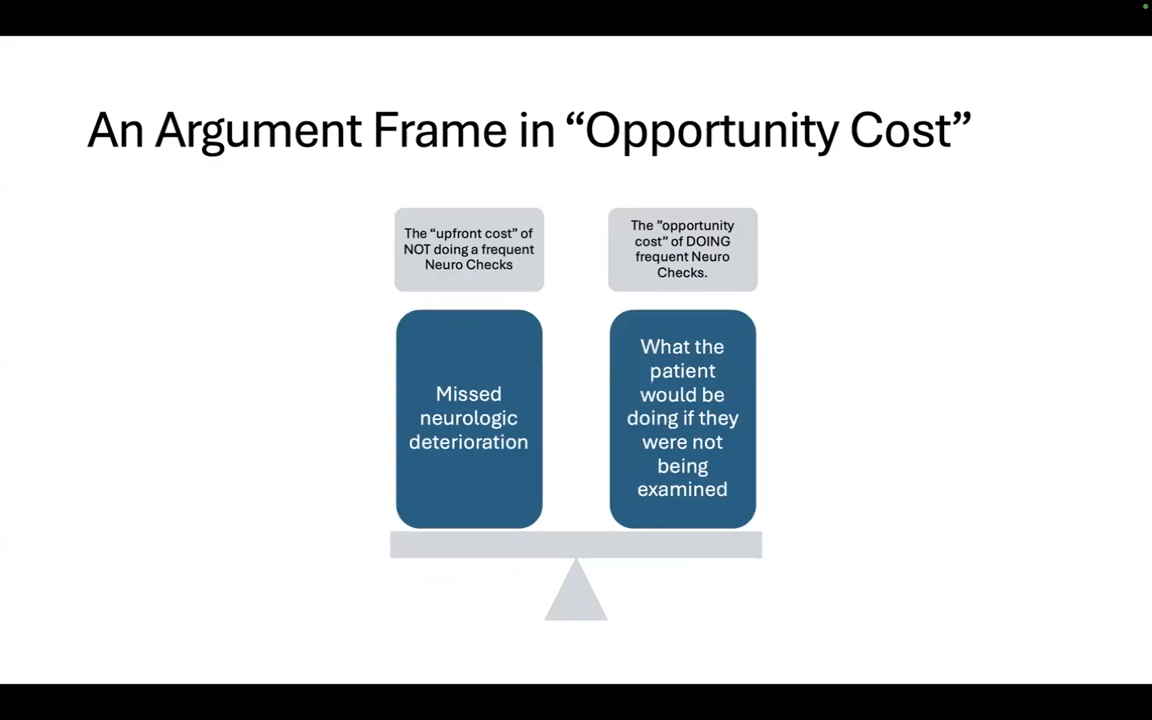 An Argument Frame in “Opportunity Cost”
The “upfront cost” of
NOT doing a frequent
Neuro Checks
The ”opportunity
cost” of DOING
frequent Neuro
Checks.
Missed
neurologic
deterioration
What the
patient
would be
doing if they
were not
being
examined